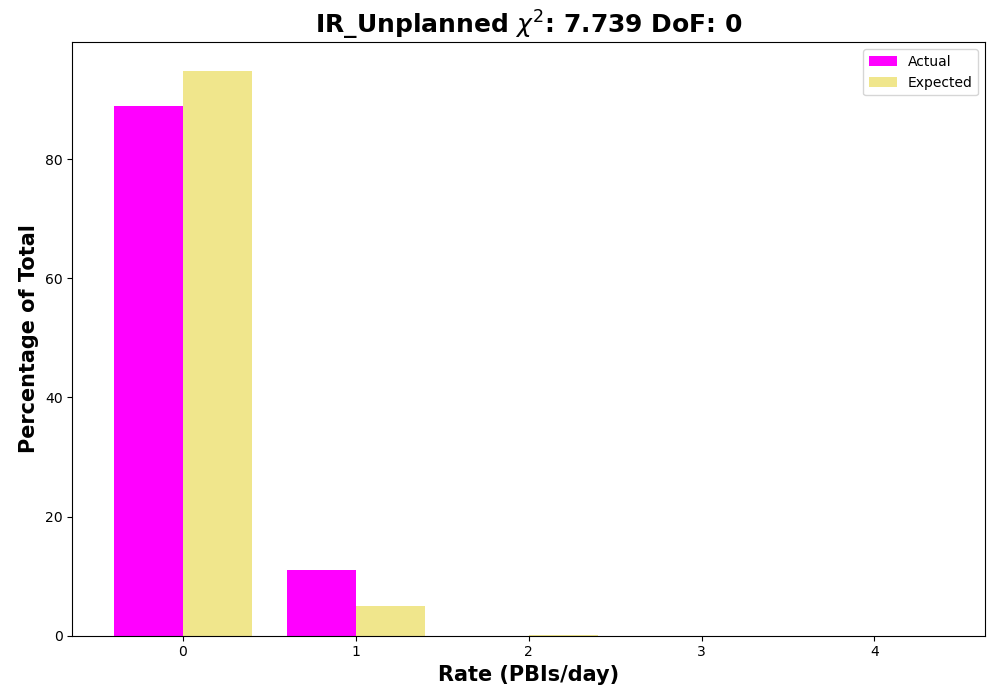 IR_Unplanned χ²: 7.739 DoF: 0
Actual
Expected
Percentage of Total
80
60
40
20
0
0 1 2 3 4
Rate (PBIs/day)